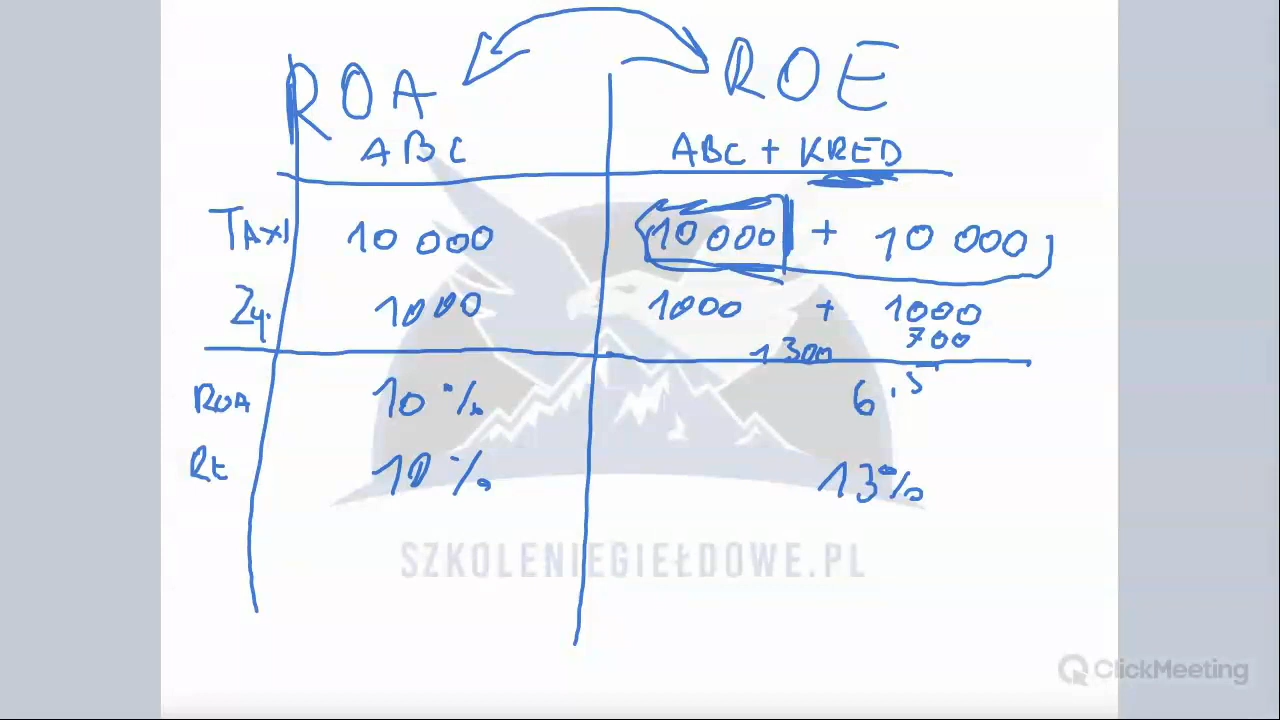 ROA ROE
ABC ABC + KRED
TAXI 10 000 10 000 + 10 000
Zy. 1000 1000 + 1000
700
1300
ROA 10% 6.5
RE 10% 13%
SZKOLENIEGIEŁDOWE.PL
ClickMeeting